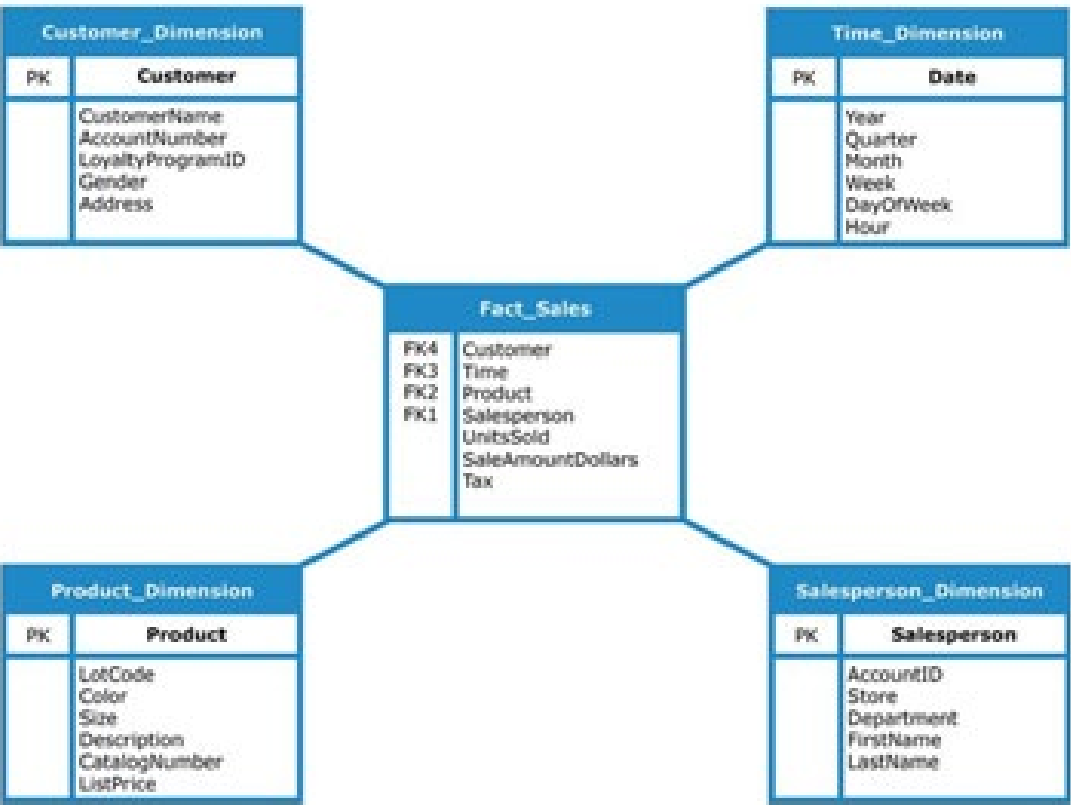 Customer_Dimension
PK Customer
CustomerName
AccountNumber
LoyaltyProgramID
Gender
Address
Time_Dimension
PK Date
Year
Quarter
Month
Week
DayOfWeek
Hour
Fact_Sales
FK4 Customer
FK3 Time
FK2 Product
FK1 Salesperson
UnitsSold
SaleAmountDollars
Tax
Product_Dimension
PK Product
LotCode
Color
Size
Description
CatalogNumber
ListPrice
Salesperson_Dimension
PK Salesperson
AccountID
Store
Department
FirstName
LastName